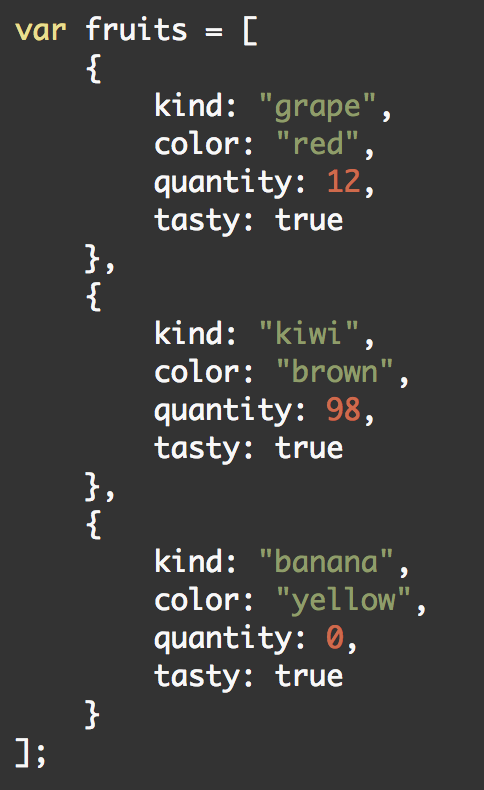 var fruits = [
    {
        kind: "grape",
        color: "red",
        quantity: 12,
        tasty: true
    },
    {
        kind: "kiwi",
        color: "brown",
        quantity: 98,
        tasty: true
    },
    {
        kind: "banana",
        color: "yellow",
        quantity: 0,
        tasty: true
    }
];